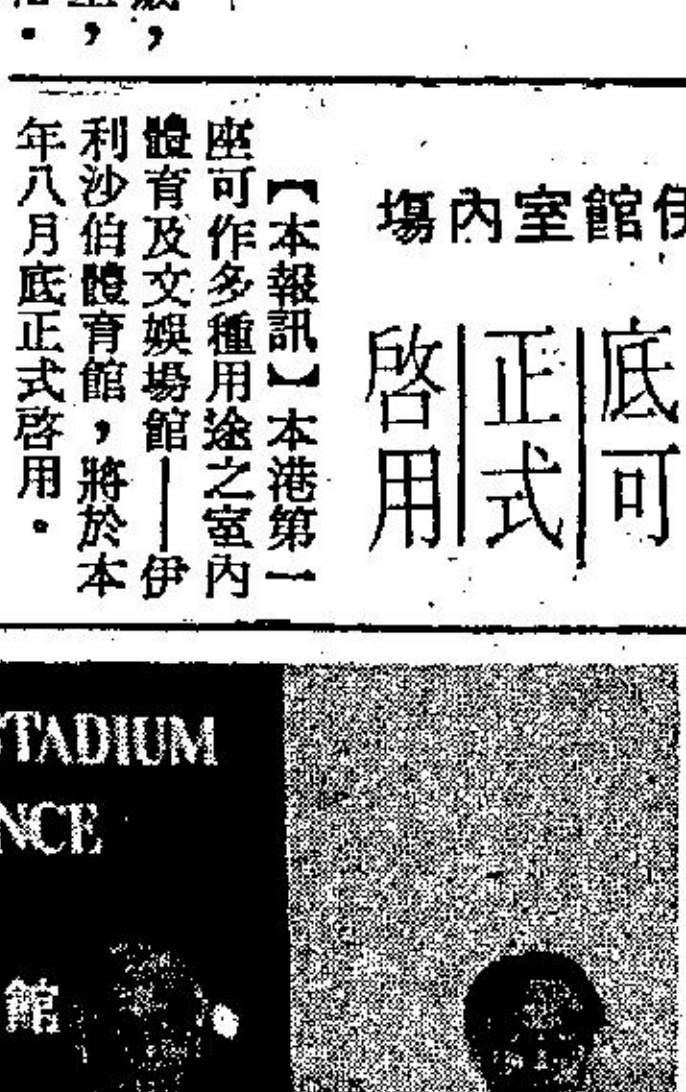 伊館室內塲
底可
正式
啓用
【本報訊】本港第一
座可作多種用途之室內
體育及文娛場館——伊
利沙伯體育館，將於本
年八月底正式啓用。
STADIUM
NCE
館